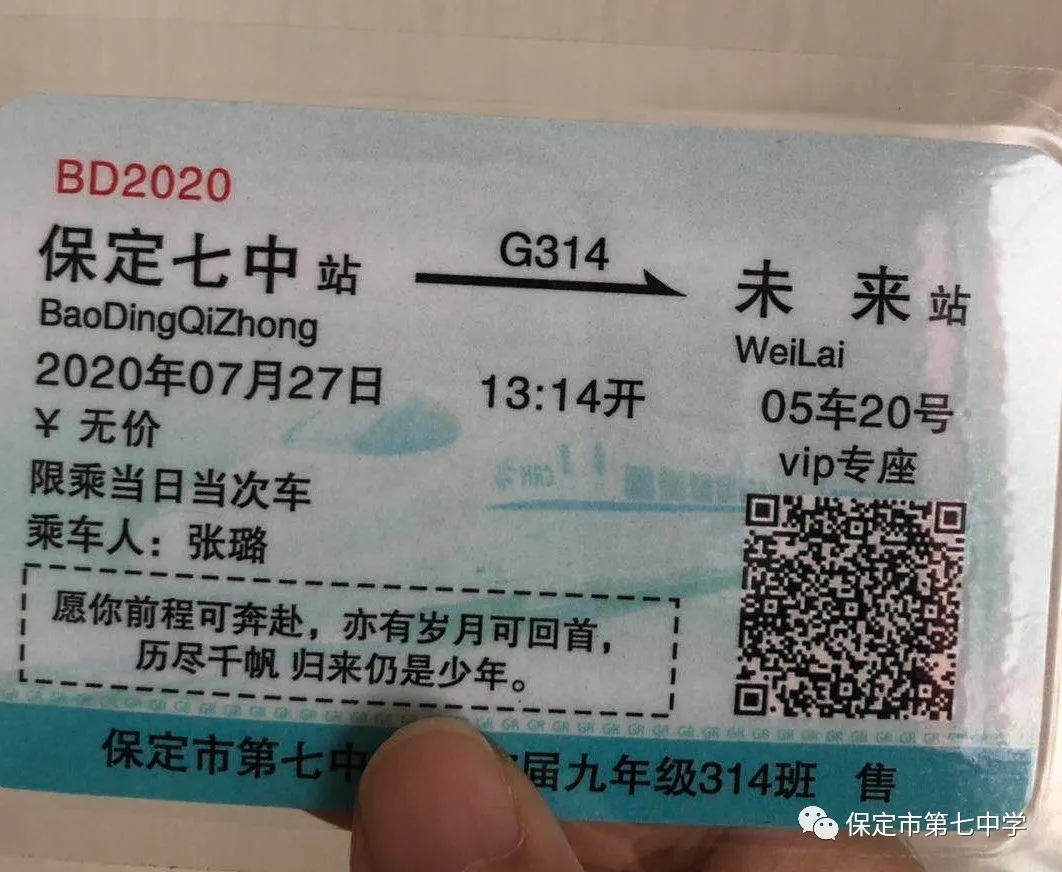 BD2020
保定七中 站
G314
未来 站
BaoDingQiZhong
WeiLai
2020年07月27日
13:14开
05车20号
¥ 无价
vip专座
限乘当日当次车
乘车人：张璐
愿你前程可奔赴，亦有岁月可回首，
历尽千帆 归来仍是少年。
保定市第七中 届九年级314班 售
保定市第七中学